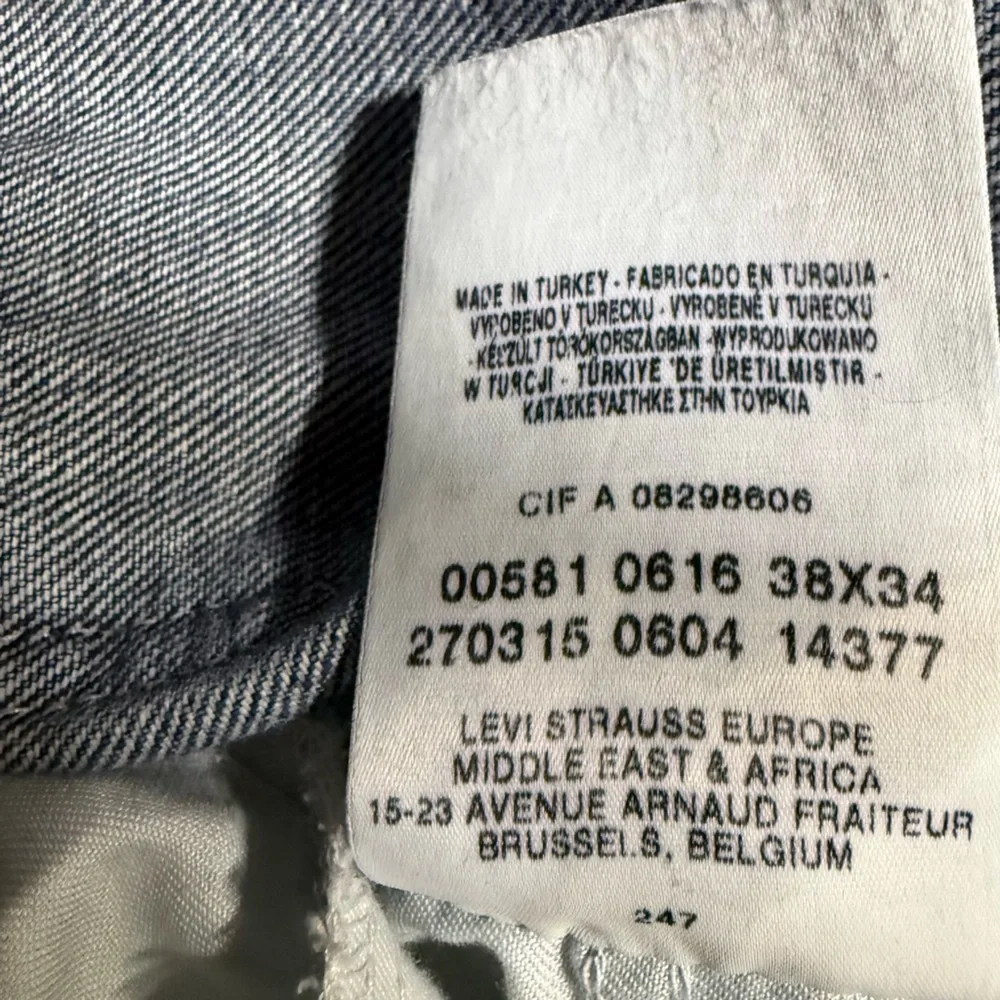 MADE IN TURKEY - FABRICADO EN TURQUIA -
VYROBENO V TURECKU - VYROBENÉ V TURECKU
- KÉSZÜLT TÖRÖKORSZÁGBAN -WYPRODUKOWANO
W TURCJI - TÜRKIYE 'DE ÜRETILMISTIR -
ΚΑΤΑΣΚΕΥΑΣΤΗΚΕ ΣΤΗΝ ΤΟΥΡΚΙΑ
CIF A 08298606
00581 0616 38X34
270315 0604 14377
LEVI STRAUSS EUROPE
MIDDLE EAST & AFRICA
15-23 AVENUE ARNAUD FRAITEUR
BRUSSELS, BELGIUM
247